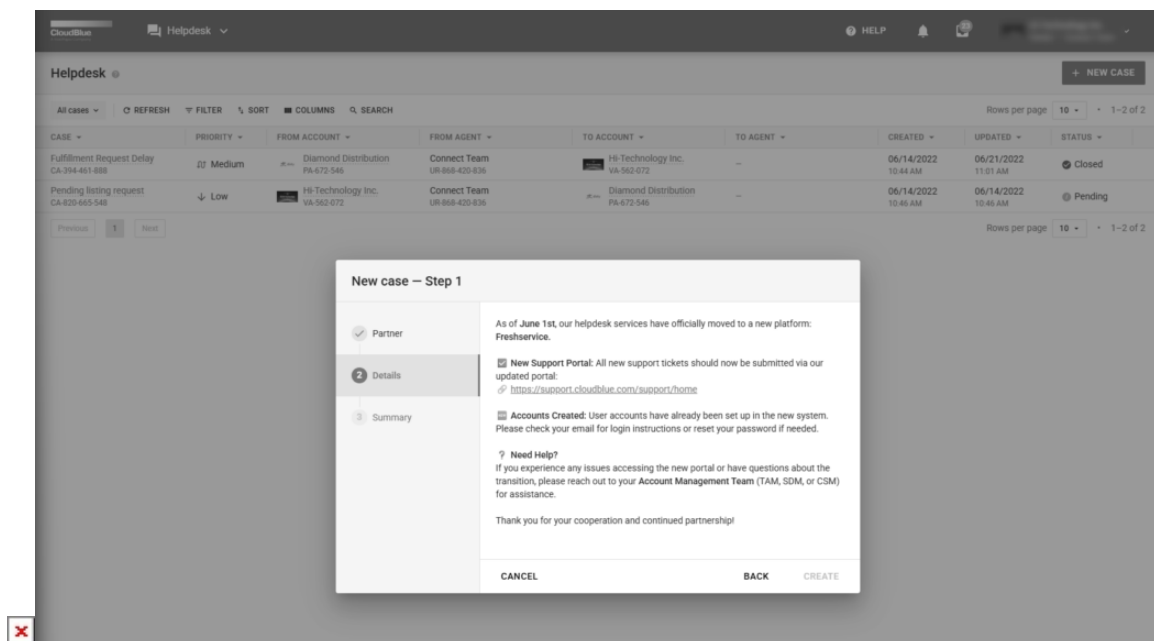 CloudBlue
Helpdesk
HELP
Helpdesk
+ NEW CASE
All cases
REFRESH
FILTER
SORT
COLUMNS
SEARCH
Rows per page 10 • 1–2 of 2
CASE PRIORITY FROM ACCOUNT FROM AGENT TO ACCOUNT TO AGENT CREATED UPDATED STATUS
Fulfillment Request Delay Medium Diamond Distribution Connect Team Hi-Technology Inc. – 06/14/2022 06/21/2022 Closed
CA-394-461-888 PA-672-546 UR-868-420-836 VA-562-072 10:44 AM 11:01 AM
Pending listing request Low Hi-Technology Inc. Connect Team Diamond Distribution – 06/14/2022 06/14/2022 Pending
CA-820-665-548 VA-562-072 UR-868-420-836 PA-672-546 10:46 AM 10:46 AM
Previous 1 Next
Rows per page 10 • 1–2 of 2
New case — Step 1
Partner
2 Details
3 Summary
As of June 1st, our helpdesk services have officially moved to a new platform:
Freshservice.
New Support Portal: All new support tickets should now be submitted via our
updated portal:
https://support.cloudblue.com/support/home
Accounts Created: User accounts have already been set up in the new system.
Please check your email for login instructions or reset your password if needed.
? Need Help?
If you experience any issues accessing the new portal or have questions about the
transition, please reach out to your Account Management Team (TAM, SDM, or CSM)
for assistance.
Thank you for your cooperation and continued partnership!
CANCEL
BACK
CREATE